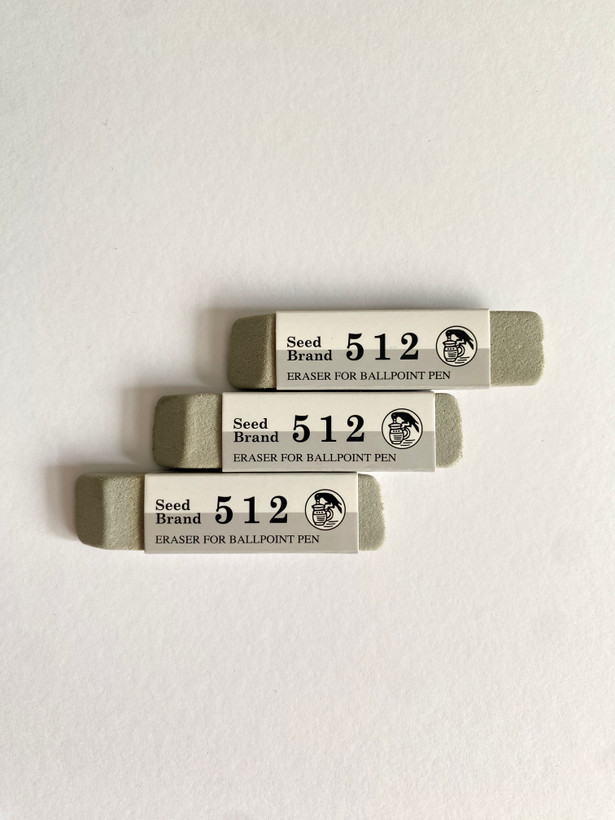 Seed
Brand 512
ERASER FOR BALLPOINT PEN
Seed
Brand 512
ERASER FOR BALLPOINT PEN
Seed
Brand 512
ERASER FOR BALLPOINT PEN